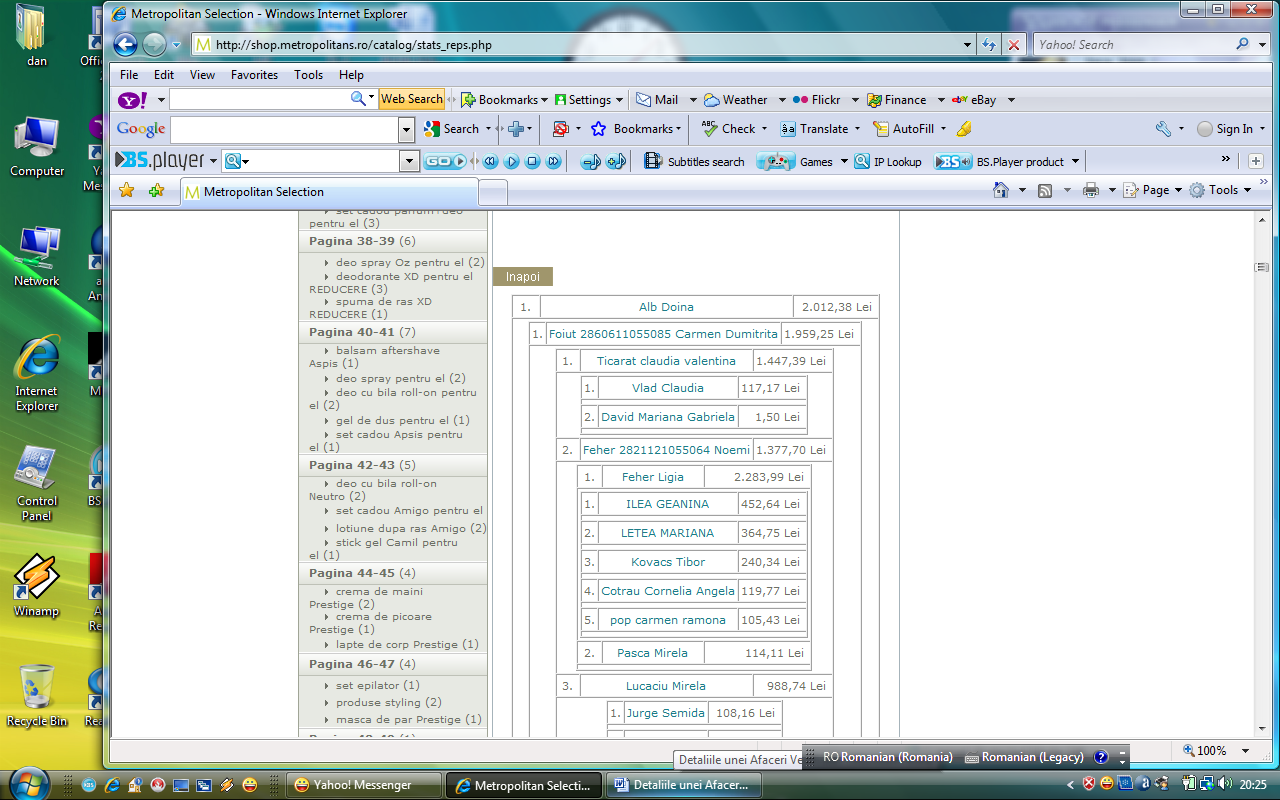 Metropolitan Selection - Windows Internet Explorer
http://shop.metropolitans.ro/catalog/stats_reps.php
Yahoo! Search
File Edit View Favorites Tools Help
Y! Web Search Bookmarks Settings Mail Weather Flickr Finance eBay
Google Search Bookmarks Check Translate AutoFill Sign In
BS.player GO Subtitles search Games IP Lookup BS.Player product
Metropolitan Selection
Page Tools
dan
Computer
Network
Internet Explorer
Control Panel
Winamp
Recycle Bin
pentru el (3)
Pagina 38-39 (6)
deo spray Oz pentru el (2)
deodorante XD pentru el
REDUCERE (3)
spuma de ras XD
REDUCERE (1)
Pagina 40-41 (7)
balsam aftershave
Aspis (1)
deo spray pentru el (2)
deo cu bila roll-on pentru
el (2)
gel de dus pentru el (1)
set cadou Apsis pentru
el (1)
Pagina 42-43 (5)
deo cu bila roll-on
Neutro (2)
set cadou Amigo pentru el
lotiune dupa ras Amigo (2)
stick gel Camil pentru
el (1)
Pagina 44-45 (4)
crema de maini
Prestige (2)
crema de picoare
Prestige (1)
lapte de corp Prestige (1)
Pagina 46-47 (4)
set epilator (1)
produse styling (2)
masca de par Prestige (1)
Inapoi
1. Alb Doina 2.012,38 Lei
1. Foiut 2860611055085 Carmen Dumitrita 1.959,25 Lei
1. Ticarat claudia valentina 1.447,39 Lei
1. Vlad Claudia 117,17 Lei
2. David Mariana Gabriela 1,50 Lei
2. Feher 2821121055064 Noemi 1.377,70 Lei
1. Feher Ligia 2.283,99 Lei
1. ILEA GEANINA 452,64 Lei
2. LETEA MARIANA 364,75 Lei
3. Kovacs Tibor 240,34 Lei
4. Cotrau Cornelia Angela 119,77 Lei
5. pop carmen ramona 105,43 Lei
2. Pasca Mirela 114,11 Lei
3. Lucaciu Mirela 988,74 Lei
1. Jurge Semida 108,16 Lei
100%
Detaliile unei Afaceri Ve
RO Romanian (Romania) Romanian (Legacy)
Yahoo! Messenger
Metropolitan Selecti...
Detaliile unei Afacer...
20:25